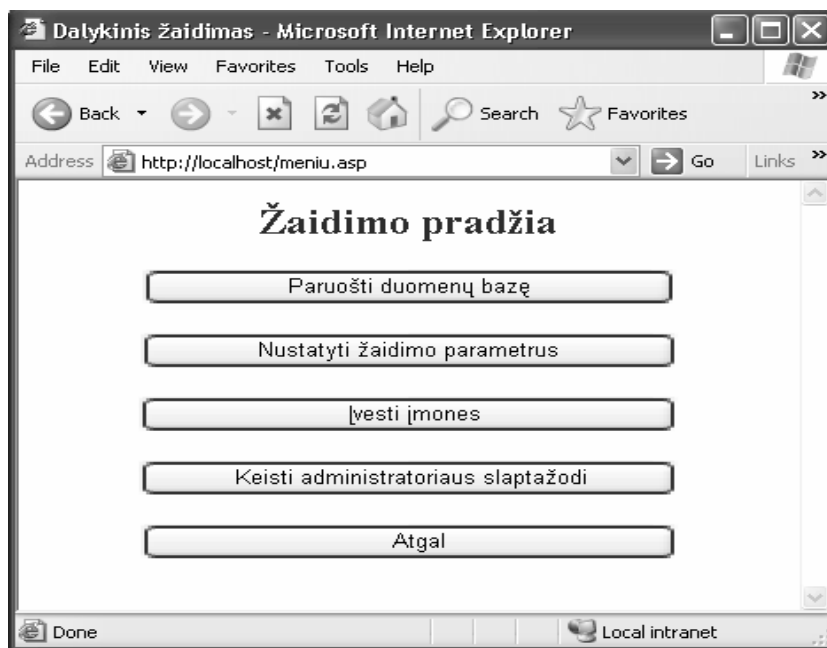 Dalykinis žaidimas - Microsoft Internet Explorer
File Edit View Favorites Tools Help
Back Search Favorites »
Address http://localhost/meniu.asp Go Links »
Žaidimo pradžia
Paruošti duomenų bazę
Nustatyti žaidimo parametrus
Įvesti įmones
Keisti administratoriaus slaptažodi
Atgal
Done Local intranet